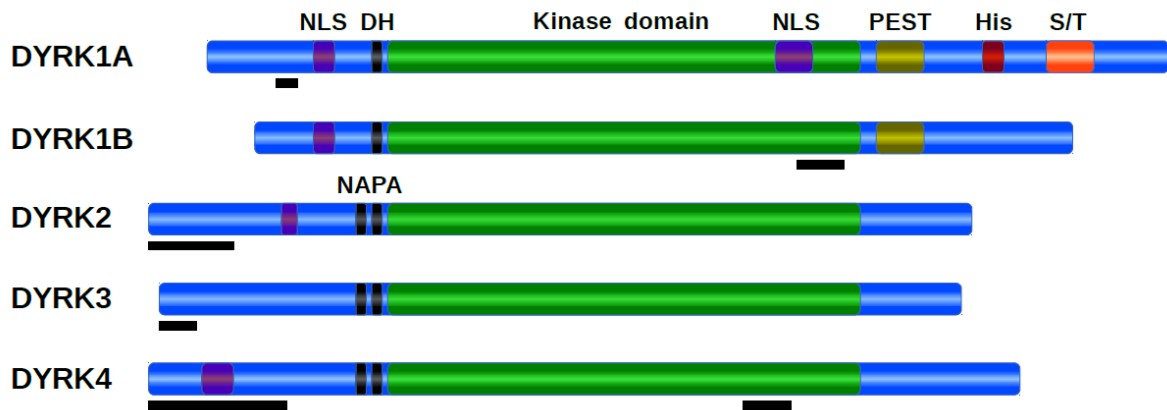 NLS DH Kinase domain NLS PEST His S/T
DYRK1A
DYRK1B
NAPA
DYRK2
DYRK3
DYRK4